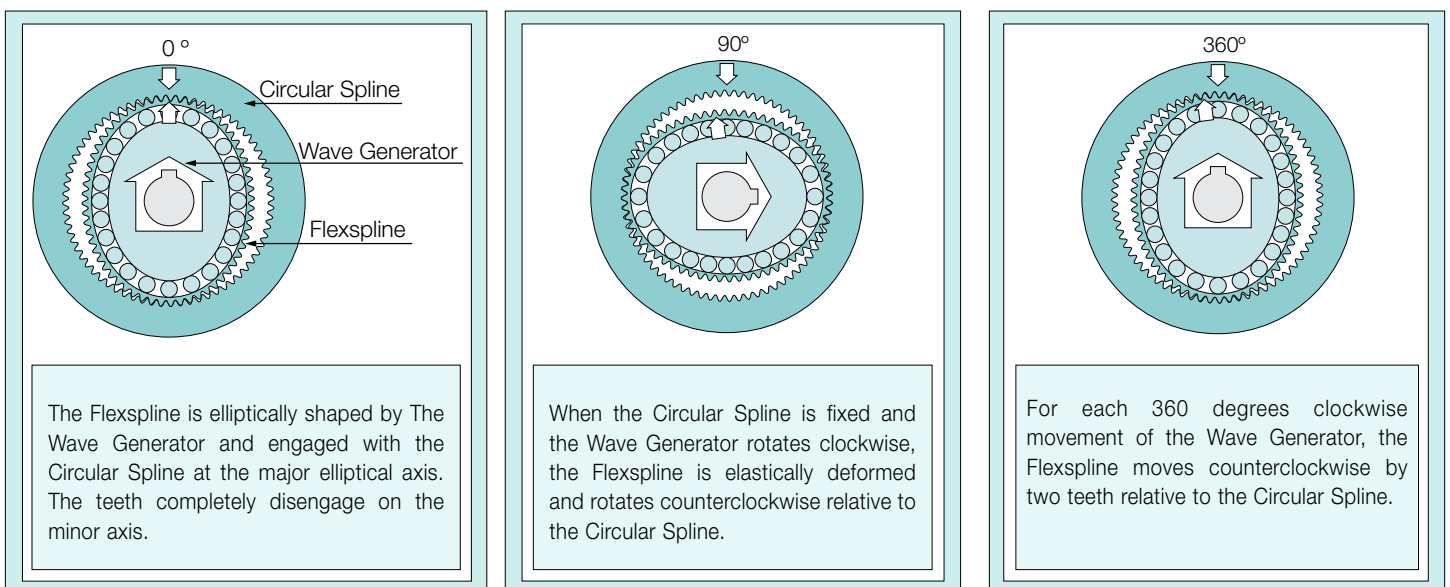 0 º
Circular Spline
Wave Generator
Flexspline
The Flexspline is elliptically shaped by The
Wave Generator and engaged with the
Circular Spline at the major elliptical axis.
The teeth completely disengage on the
minor axis.
90º
When the Circular Spline is fixed and
the Wave Generator rotates clockwise,
the Flexspline is elastically deformed
and rotates counterclockwise relative to
the Circular Spline.
360º
For each 360 degrees clockwise
movement of the Wave Generator, the
Flexspline moves counterclockwise by
two teeth relative to the Circular Spline.